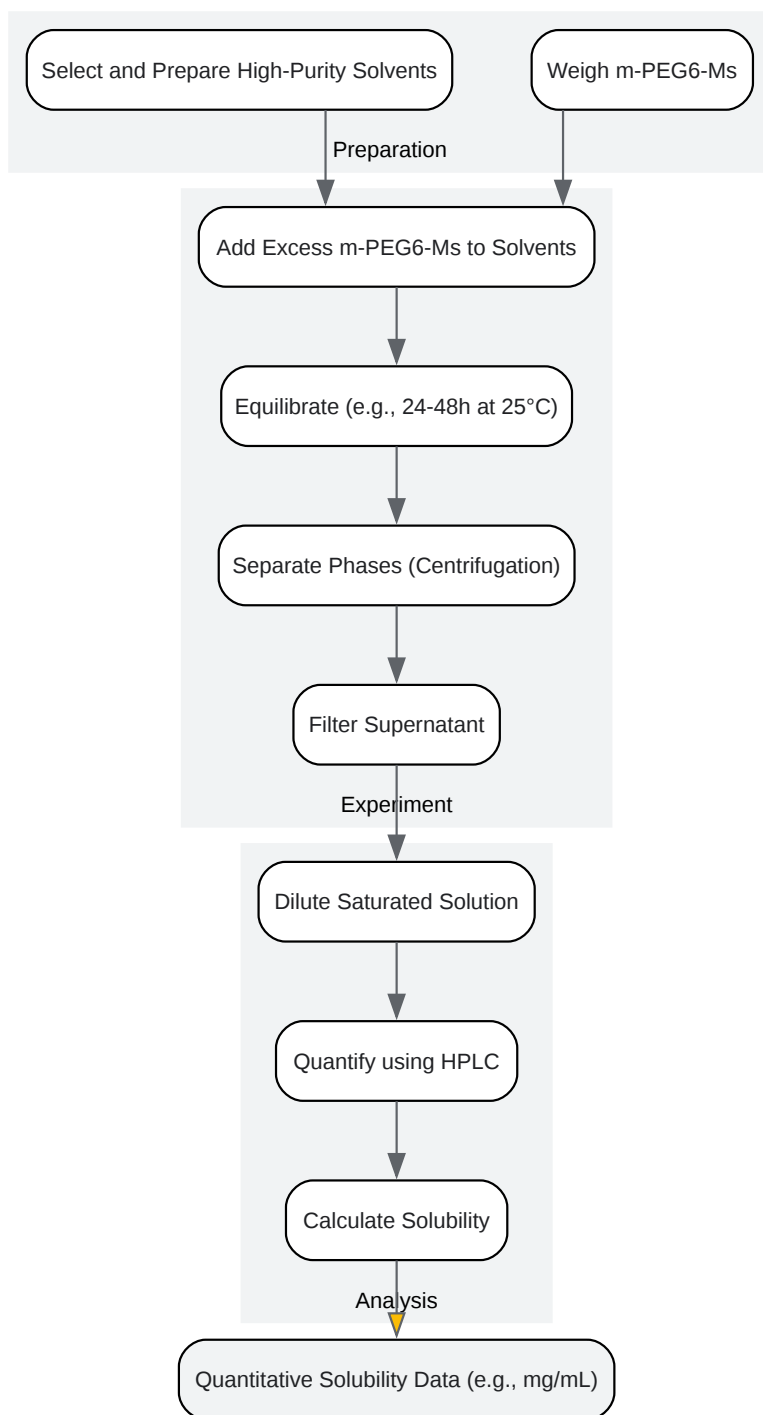 Select and Prepare High-Purity Solvents
Weigh m-PEG6-Ms
Preparation
Add Excess m-PEG6-Ms to Solvents
Equilibrate (e.g., 24-48h at 25°C)
Separate Phases (Centrifugation)
Filter Supernatant
Experiment
Dilute Saturated Solution
Quantify using HPLC
Calculate Solubility
Analysis
Quantitative Solubility Data (e.g., mg/mL)